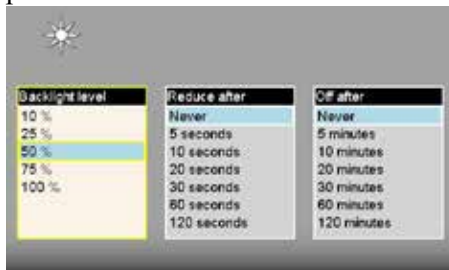 Backlight level
10 %
25 %
50 %
75 %
100 %
Reduce after
Never
5 seconds
10 seconds
20 seconds
30 seconds
60 seconds
120 seconds
Off after
Never
5 minutes
10 minutes
20 minutes
30 minutes
60 minutes
120 minutes